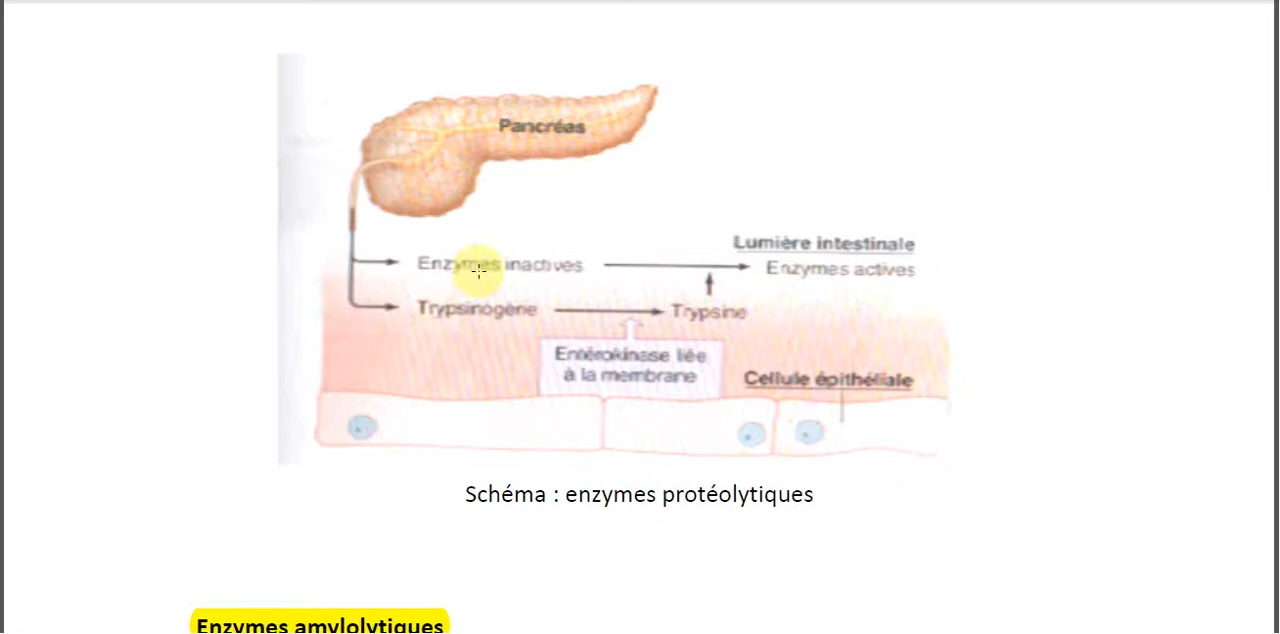 Pancréas
Lumière intestinale
Enzymes inactives
Enzymes actives
Trypsinogène
Trypsine
Entérokinase liée
à la membrane
Cellule épithéliale
Schéma : enzymes protéolytiques
Enzymes amylolytiques